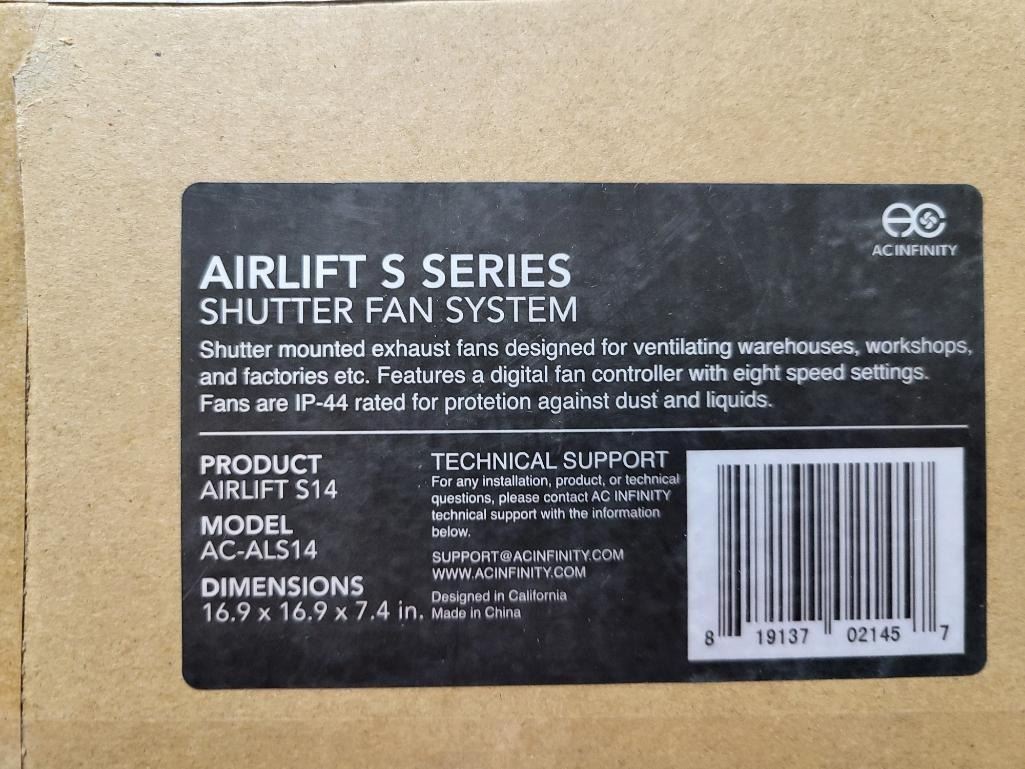 AC INFINITY
AIRLIFT S SERIES
SHUTTER FAN SYSTEM
Shutter mounted exhaust fans designed for ventilating warehouses, workshops,
and factories etc. Features a digital fan controller with eight speed settings.
Fans are IP-44 rated for protetion against dust and liquids.
PRODUCT
AIRLIFT S14
MODEL
AC-ALS14
DIMENSIONS
16.9 x 16.9 x 7.4 in.
TECHNICAL SUPPORT
For any installation, product, or technical
questions, please contact AC INFINITY
technical support with the information
below.
SUPPORT@ACINFINITY.COM
WWW.ACINFINITY.COM
Designed in California
Made in China
8 19137 02145 7